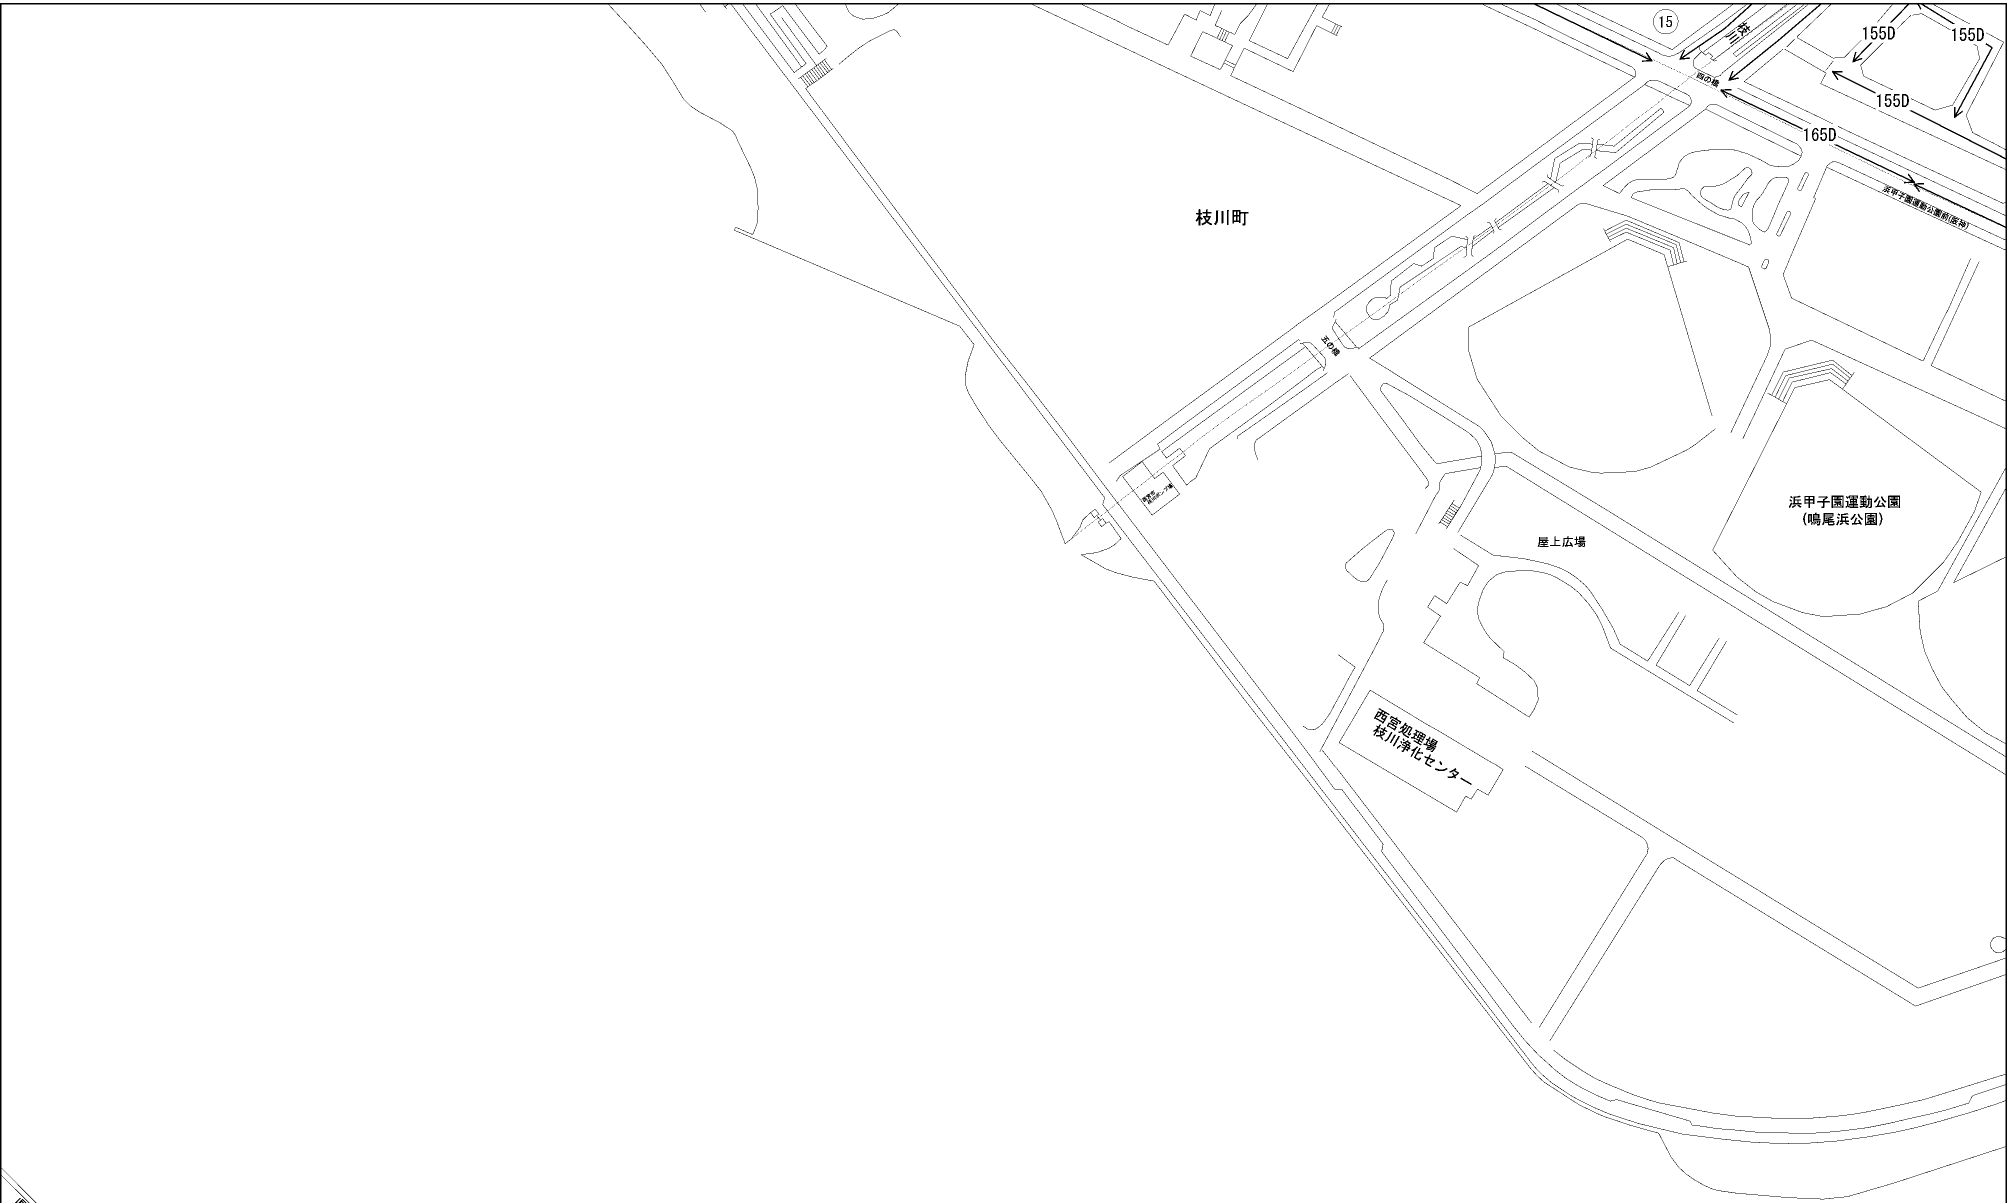 15
枝川
155D
155D
155D
四の橋
165D
浜甲子園運動公園前(阪神)
枝川町
五の橋
浜甲子園運動公園
(鳴尾浜公園)
屋上広場
西宮処理場
枝川浄化センター